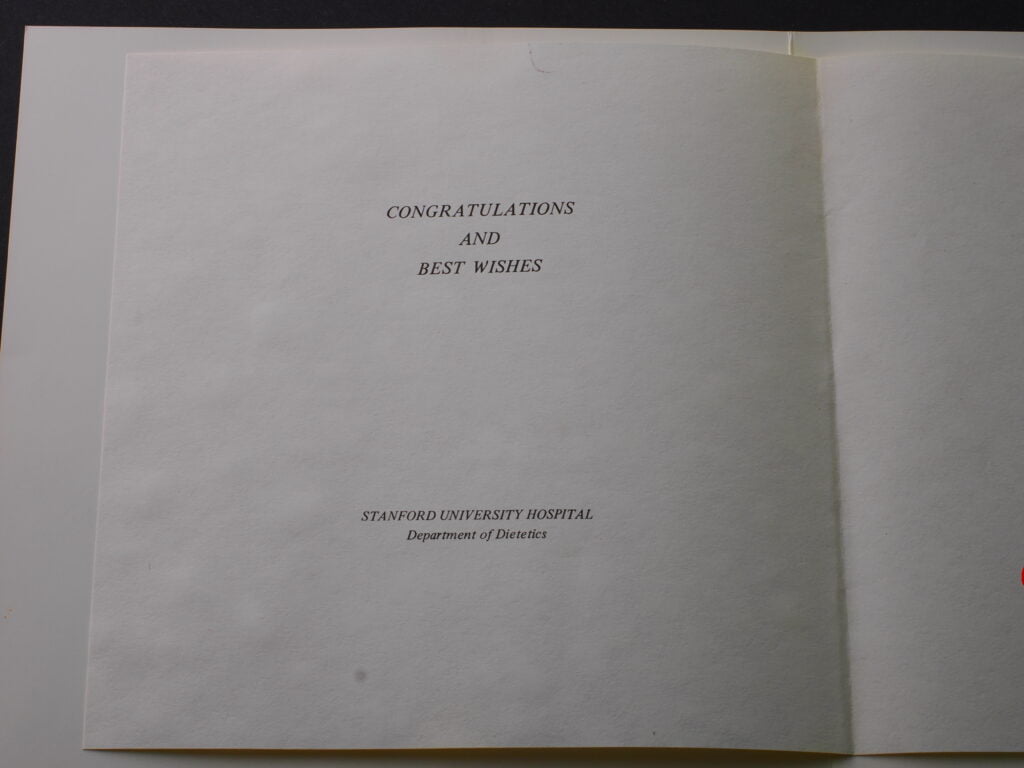 CONGRATULATIONS
AND
BEST WISHES
STANFORD UNIVERSITY HOSPITAL
Department of Dietetics